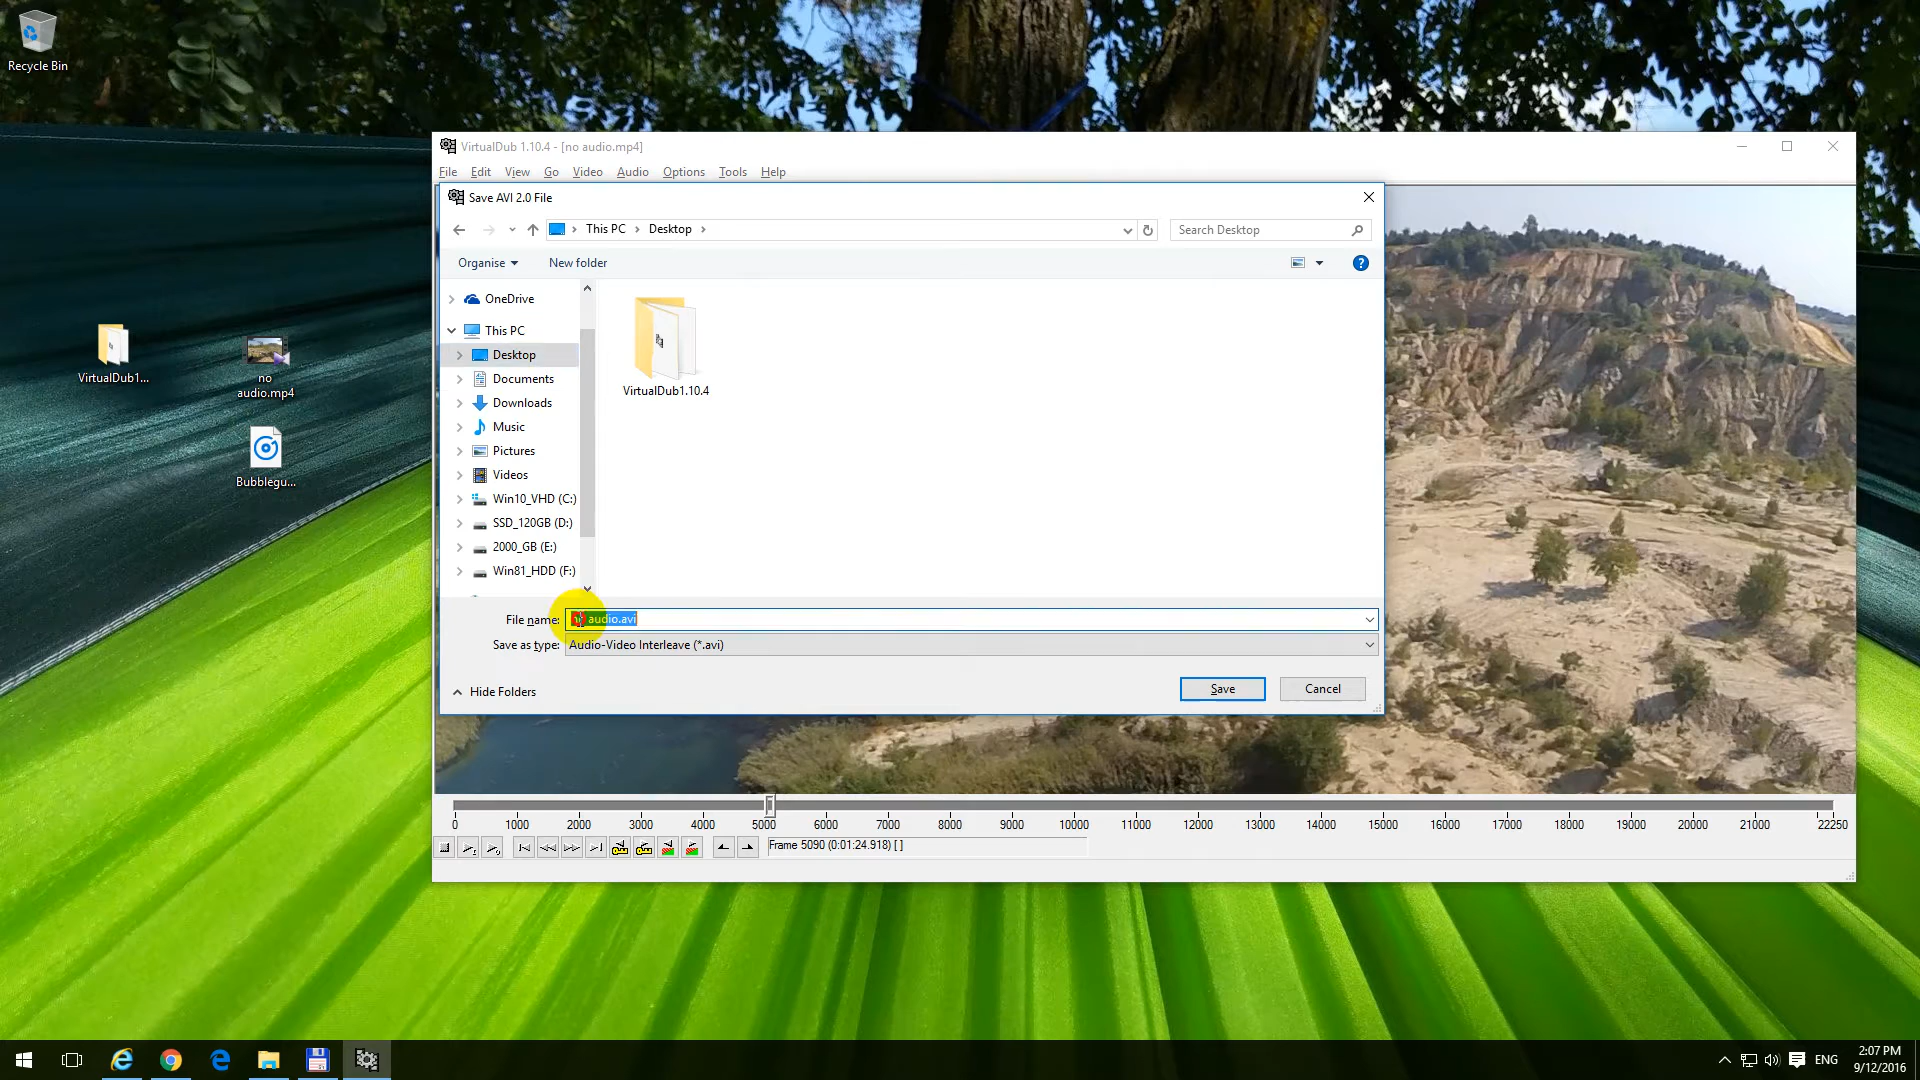 Recycle Bin
VirtualDub1...
no
audio.mp4
Bubblegu...
VirtualDub 1.10.4 - [no audio.mp4]
File Edit View Go Video Audio Options Tools Help
Save AVI 2.0 File
This PC > Desktop >
Search Desktop
Organise
New folder
OneDrive
This PC
Desktop
Documents
Downloads
Music
Pictures
Videos
Win10_VHD (C:)
SSD_120GB (D:)
2000_GB (E:)
Win81_HDD (F:)
VirtualDub1.10.4
File name: no audio.avi
Save as type: Audio-Video Interleave (*.avi)
Hide Folders
Save
Cancel
0 1000 2000 3000 4000 5000 6000 7000 8000 9000 10000 11000 12000 13000 14000 15000 16000 17000 18000 19000 20000 21000 22250
Frame 5090 (0:01:24.918) [ ]
ENG
2:07 PM
9/12/2016